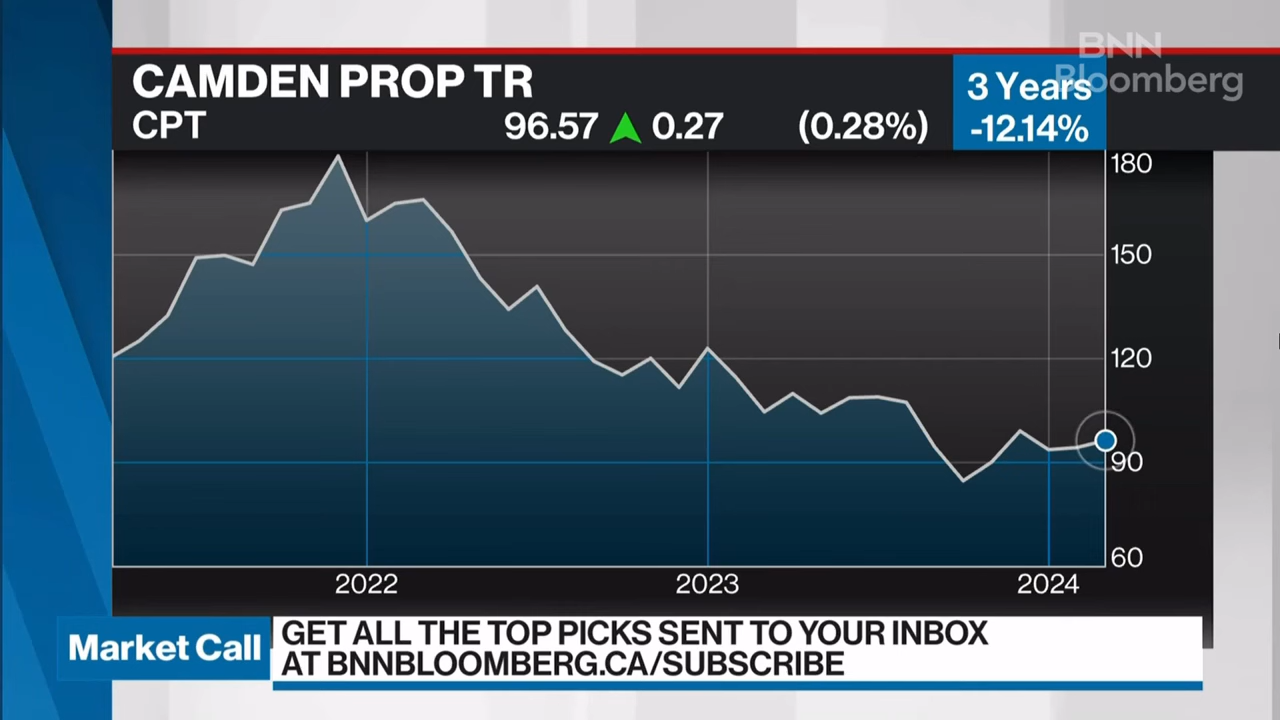 BNN
Bloomberg
CAMDEN PROP TR
CPT 96.57 0.27 (0.28%)
3 Years
-12.14%
180
150
120
90
60
2022 2023 2024
Market Call
GET ALL THE TOP PICKS SENT TO YOUR INBOX
AT BNNBLOOMBERG.CA/SUBSCRIBE